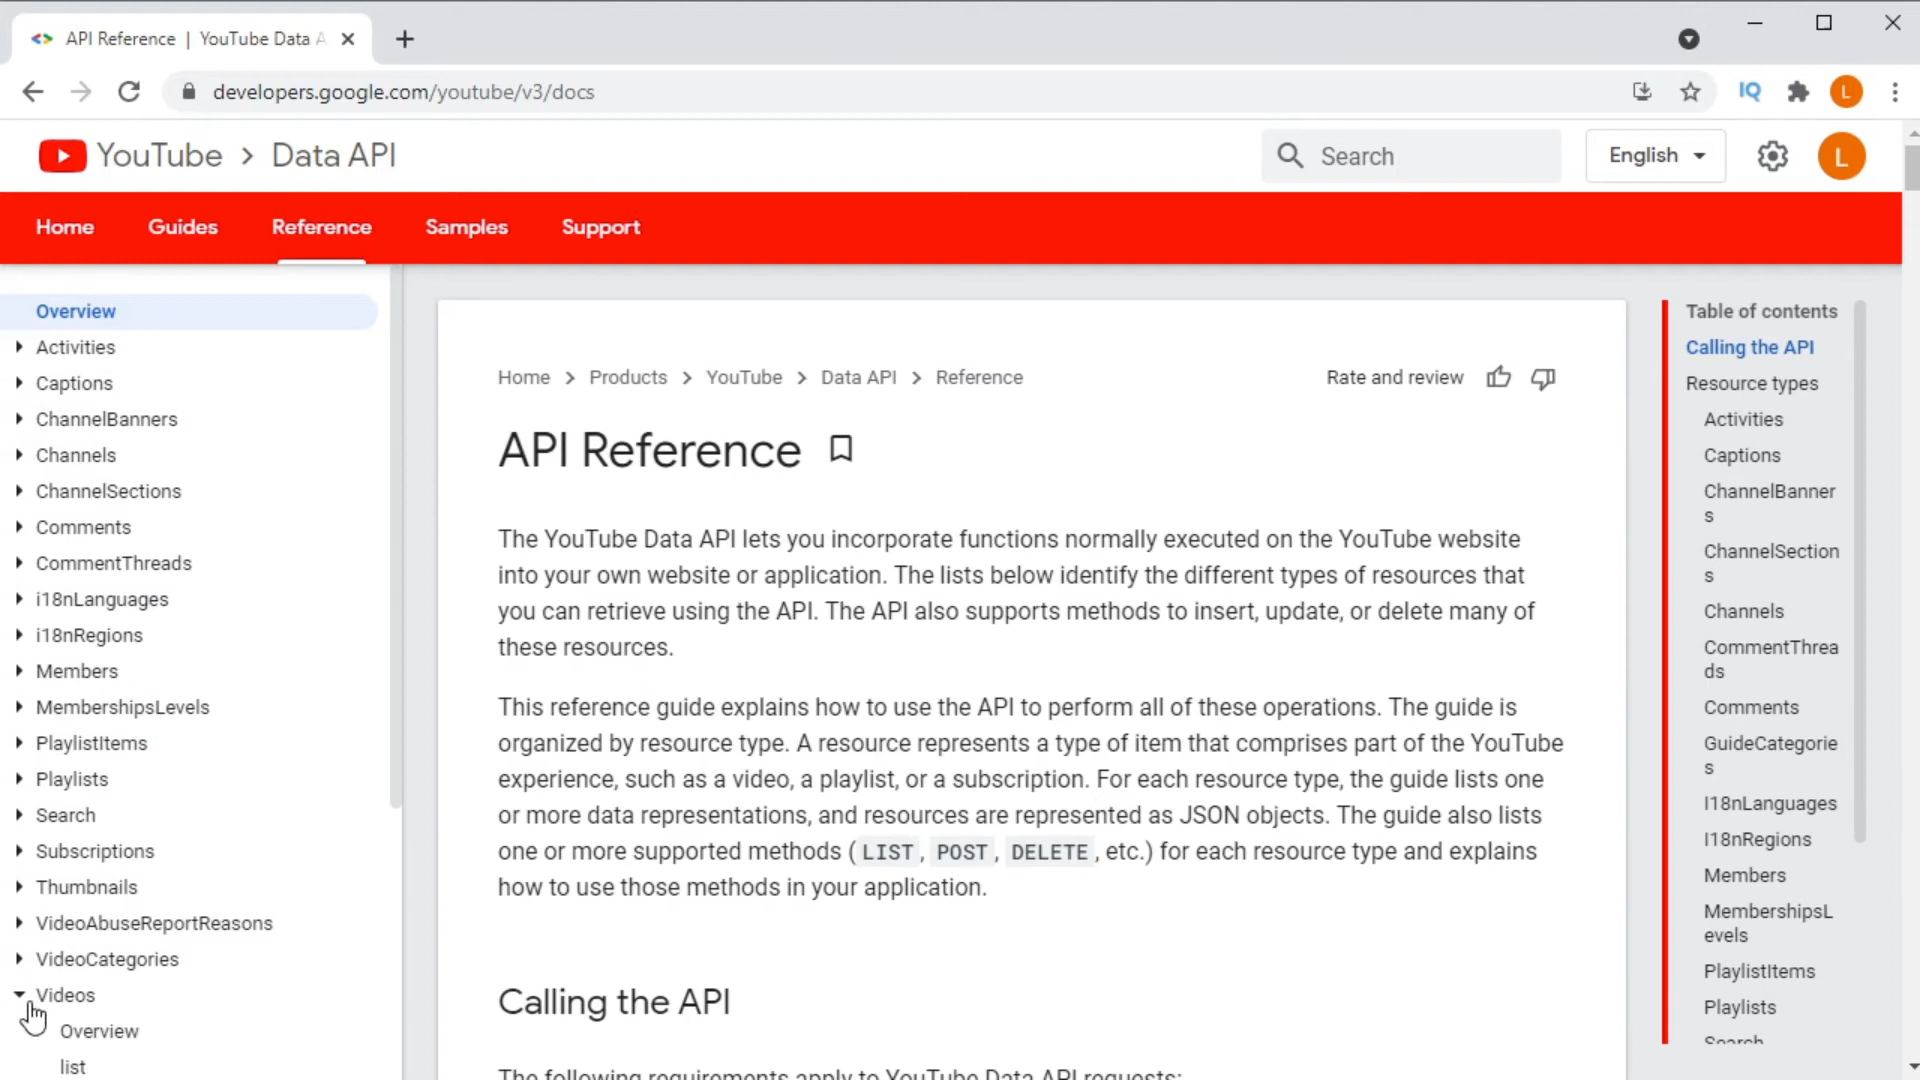 API Reference | YouTube Data A
developers.google.com/youtube/v3/docs
IQ
L
YouTube > Data API
Search
English
L
Home
Guides
Reference
Samples
Support
Overview
Activities
Captions
ChannelBanners
Channels
ChannelSections
Comments
CommentThreads
i18nLanguages
i18nRegions
Members
MembershipsLevels
PlaylistItems
Playlists
Search
Subscriptions
Thumbnails
VideoAbuseReportReasons
VideoCategories
Videos
Overview
list
Home > Products > YouTube > Data API > Reference
Rate and review
API Reference
The YouTube Data API lets you incorporate functions normally executed on the YouTube website
into your own website or application. The lists below identify the different types of resources that
you can retrieve using the API. The API also supports methods to insert, update, or delete many of
these resources.
This reference guide explains how to use the API to perform all of these operations. The guide is
organized by resource type. A resource represents a type of item that comprises part of the YouTube
experience, such as a video, a playlist, or a subscription. For each resource type, the guide lists one
or more data representations, and resources are represented as JSON objects. The guide also lists
one or more supported methods ( LIST , POST , DELETE , etc.) for each resource type and explains
how to use those methods in your application.
Calling the API
The following requirements apply to YouTube Data API requests:
Table of contents
Calling the API
Resource types
Activities
Captions
ChannelBanner
s
ChannelSection
s
Channels
CommentThrea
ds
Comments
GuideCategorie
s
I18nLanguages
I18nRegions
Members
MembershipsL
evels
PlaylistItems
Playlists
Search